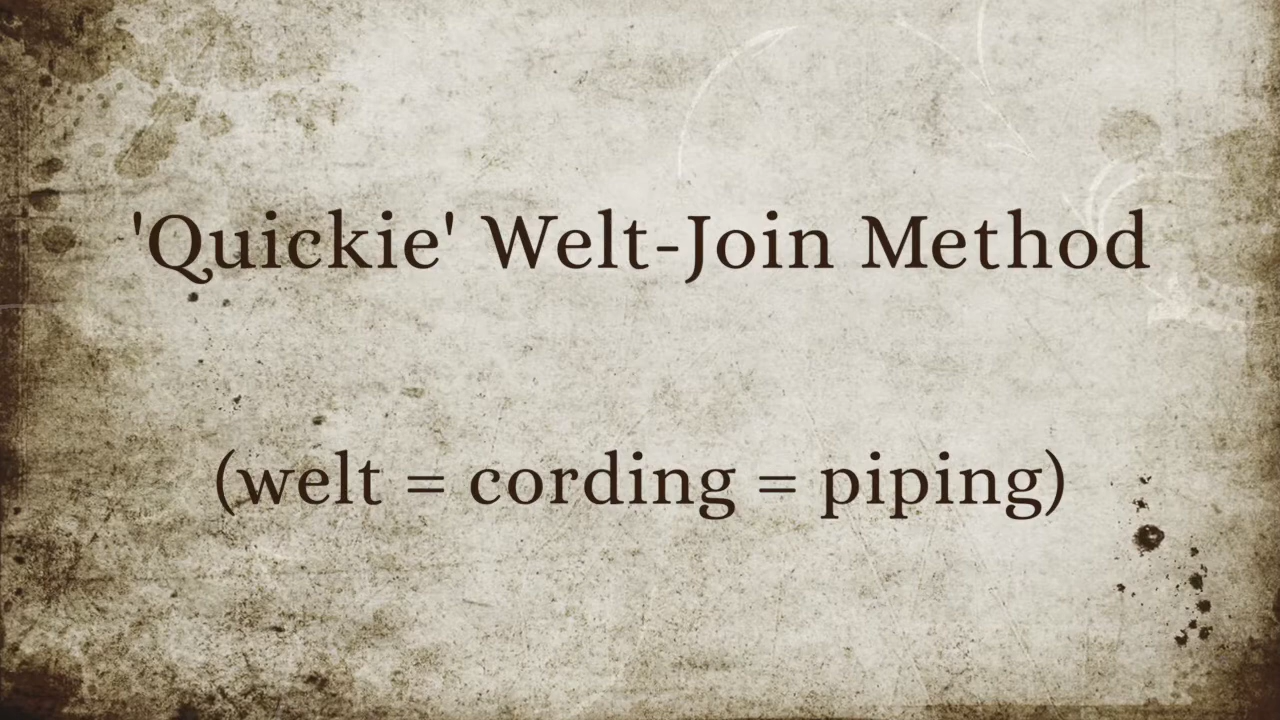 'Quickie' Welt-Join Method
(welt = cording = piping)